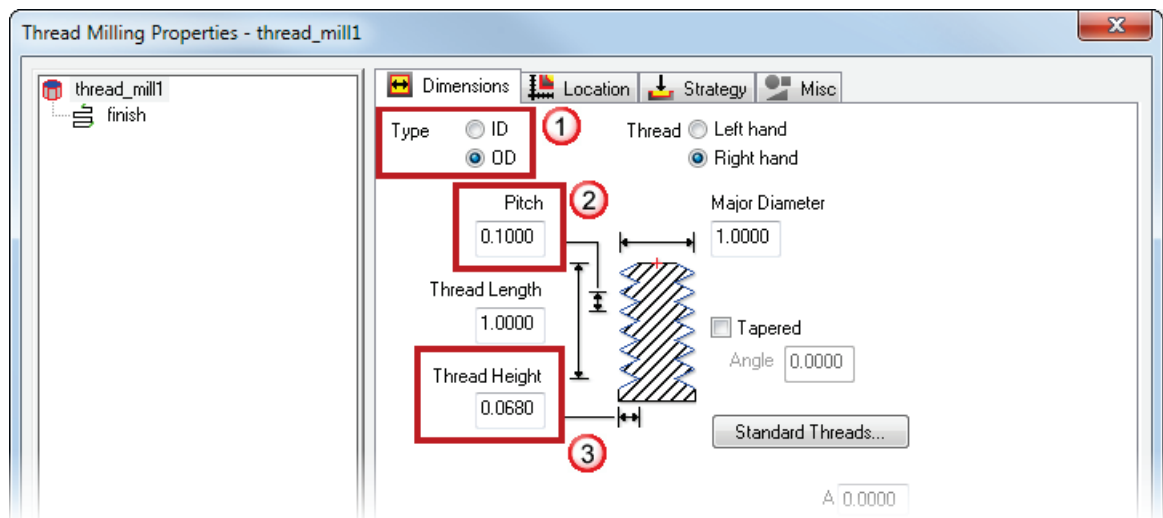 Thread Milling Properties - thread_mill1
x
thread_mill1
finish
Dimensions Location Strategy Misc
Type ID 1 Thread Left hand
OD Right hand
Pitch 2 Major Diameter
0.1000 1.0000
Thread Length
1.0000
Tapered
Angle 0.0000
Thread Height
0.0680
3
Standard Threads...
A 0.0000